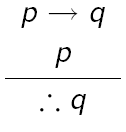 p → q
p
∴ q